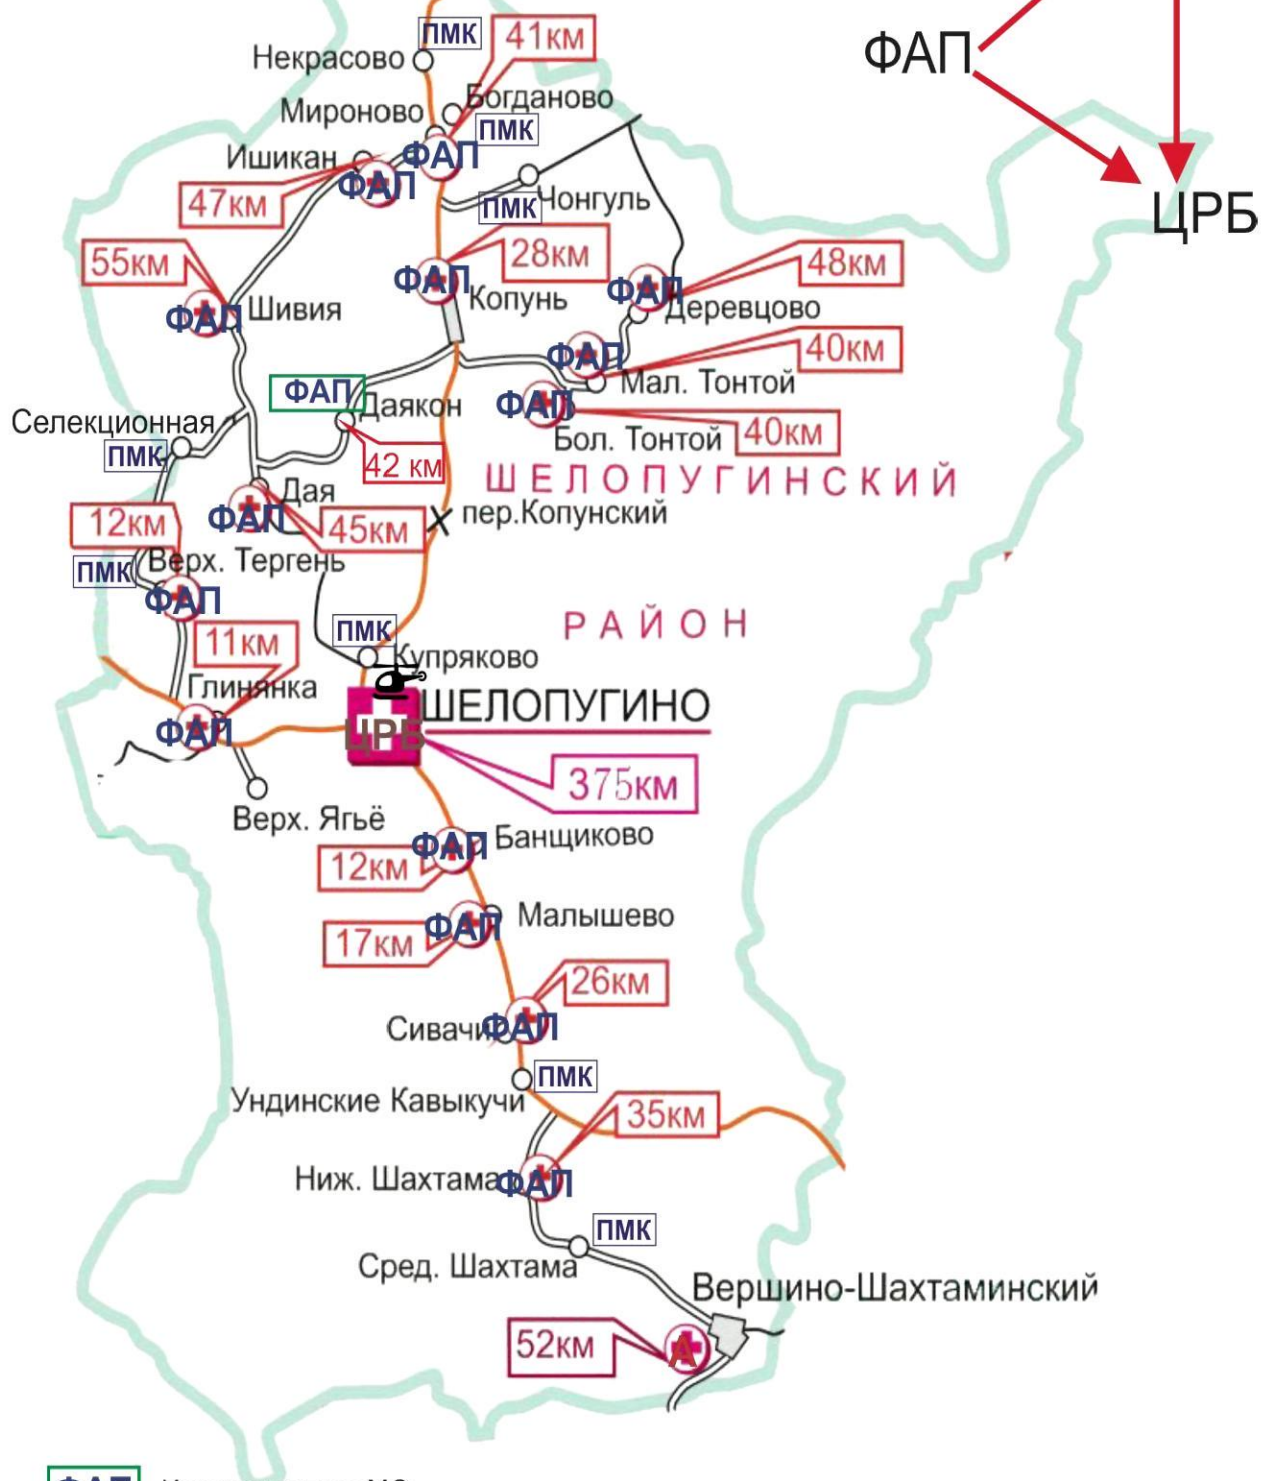 ПМК
41км
ФАП
Некрасово
Богданово
Мироново
ПМК
ФАП
Ишикан
ФАП
47км
Чонгуль
ПМК
ЦРБ
28км
55км
48км
ФАП
ФАП
Копунь
Деревцово
ФАП
Шивия
ФАП
40км
Мал. Тонтой
ФАП
Даякон
ФАП
Селекционная
40км
Бол. Тонтой
ПМК
42 км
ШЕЛОПУГИНСКИЙ
Дая
12км
ФАП
45км
пер.Копунский
Верх. Тергень
ПМК
ФАП
РАЙОН
ПМК
11км
Купряково
Глинянка
ШЕЛОПУГИНО
ФАП
ЦРБ
375км
Верх. Ягьё
ФАП
Банщиково
12км
Малышево
ФАП
17км
26км
Сивачи
ФАП
ПМК
Ундинские Кавыкучи
35км
Ниж. Шахтама
ФАП
ПМК
Сред. Шахтама
Вершино-Шахтаминский
52км
А
ФАП